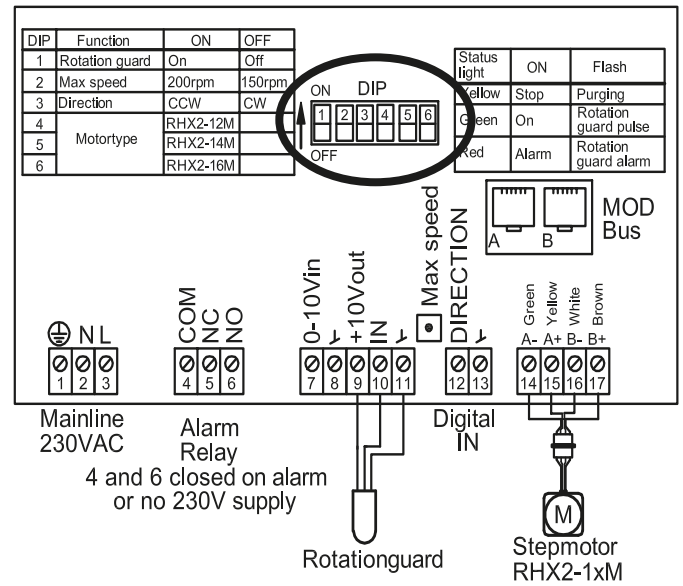 DIP Function ON OFF
1 Rotation guard On Off
2 Max speed 200rpm 150rpm
3 Direction CCW CW
4 RHX2-12M
Motortype
5 RHX2-14M
6 RHX2-16M
ON DIP
1 2 3 4 5 6
OFF
Status light ON Flash
Yellow Stop Purging
Green On Rotation guard pulse
Red Alarm Rotation guard alarm
A B
MOD
Bus
N L
COM
NC
NO
0-10Vin
+10Vout
IN
Max speed
DIRECTION
Green
Yellow
White
Brown
A- A+ B- B+
1 2 3
4 5 6
7 8 9 10 11
12 13
14 15 16 17
Mainline
230VAC
Alarm
Relay
4 and 6 closed on alarm
or no 230V supply
Digital
IN
Rotationguard
M
Stepmotor
RHX2-1xM